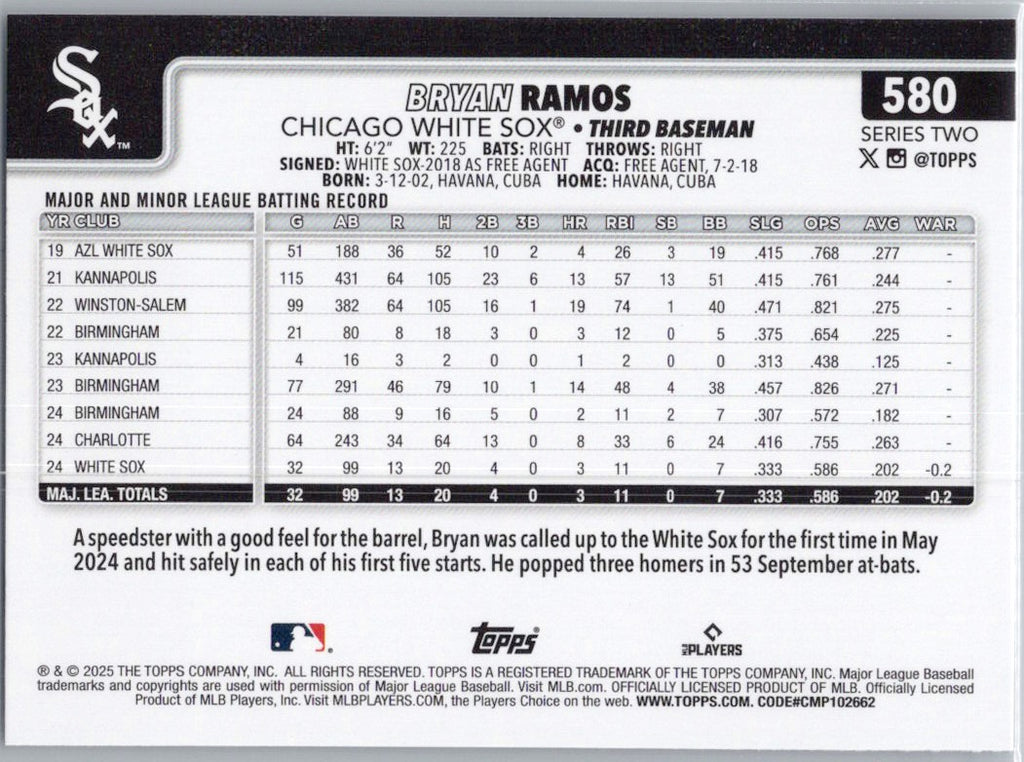 Sox
TM
BRYAN RAMOS
580
CHICAGO WHITE SOX® • THIRD BASEMAN
SERIES TWO
HT: 6'2" WT: 225 BATS: RIGHT THROWS: RIGHT
@TOPPS
SIGNED: WHITE SOX-2018 AS FREE AGENT ACQ: FREE AGENT, 7-2-18
BORN: 3-12-02, HAVANA, CUBA HOME: HAVANA, CUBA
MAJOR AND MINOR LEAGUE BATTING RECORD
YR CLUB G AB R H 2B 3B HR RBI SB BB SLG OPS AVG WAR
19 AZL WHITE SOX 51 188 36 52 10 2 4 26 3 19 .415 .768 .277 -
21 KANNAPOLIS 115 431 64 105 23 6 13 57 13 51 .415 .761 .244 -
22 WINSTON-SALEM 99 382 64 105 16 1 19 74 1 40 .471 .821 .275 -
22 BIRMINGHAM 21 80 8 18 3 0 3 12 0 5 .375 .654 .225 -
23 KANNAPOLIS 4 16 3 2 0 0 1 2 0 0 .313 .438 .125 -
23 BIRMINGHAM 77 291 46 79 10 1 14 48 4 38 .457 .826 .271 -
24 BIRMINGHAM 24 88 9 16 5 0 2 11 2 7 .307 .572 .182 -
24 CHARLOTTE 64 243 34 64 13 0 8 33 6 24 .416 .755 .263 -
24 WHITE SOX 32 99 13 20 4 0 3 11 0 7 .333 .586 .202 -0.2
MAJ. LEA. TOTALS 32 99 13 20 4 0 3 11 0 7 .333 .586 .202 -0.2
A speedster with a good feel for the barrel, Bryan was called up to the White Sox for the first time in May
2024 and hit safely in each of his first five starts. He popped three homers in 53 September at-bats.
Topps®
MLB PLAYERS
® & © 2025 THE TOPPS COMPANY, INC. ALL RIGHTS RESERVED. TOPPS IS A REGISTERED TRADEMARK OF THE TOPPS COMPANY, INC. Major League Baseball
trademarks and copyrights are used with permission of Major League Baseball. Visit MLB.com. OFFICIALLY LICENSED PRODUCT OF MLB. Officially Licensed
Product of MLB Players, Inc. Visit MLBPLAYERS.COM, the Players Choice on the web. WWW.TOPPS.COM. CODE#CMP102662